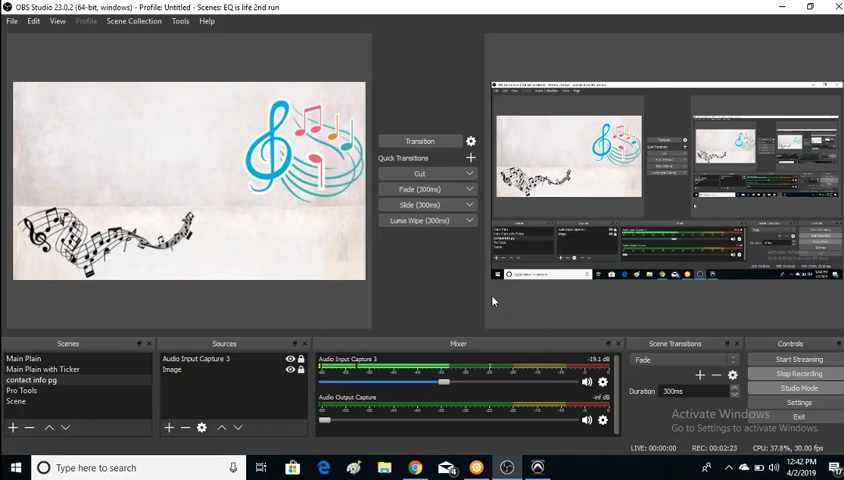 OBS Studio 23.0.2 (64-bit, windows) - Profile: Untitled - Scenes: EQ is life 2nd run
File Edit View Profile Scene Collection Tools Help
Transition
Quick Transitions
Cut
Fade (300ms)
Slide (300ms)
Luma Wipe (300ms)
Scenes
Main Plain
Main Plain with Ticker
contact info pg
Pro Tools
Scene
Sources
Audio Input Capture 3
Image
Mixer
Audio Input Capture 3 -19.1 dB
Audio Output Capture -inf dB
Scene Transitions
Fade
Duration 300ms
Controls
Start Streaming
Stop Recording
Studio Mode
Settings
Exit
Activate Windows
Go to Settings to activate Windows.
LIVE: 00:00:00 REC: 00:02:23 CPU: 37.8%, 30.00 fps
Type here to search
12:42 PM
4/2/2019